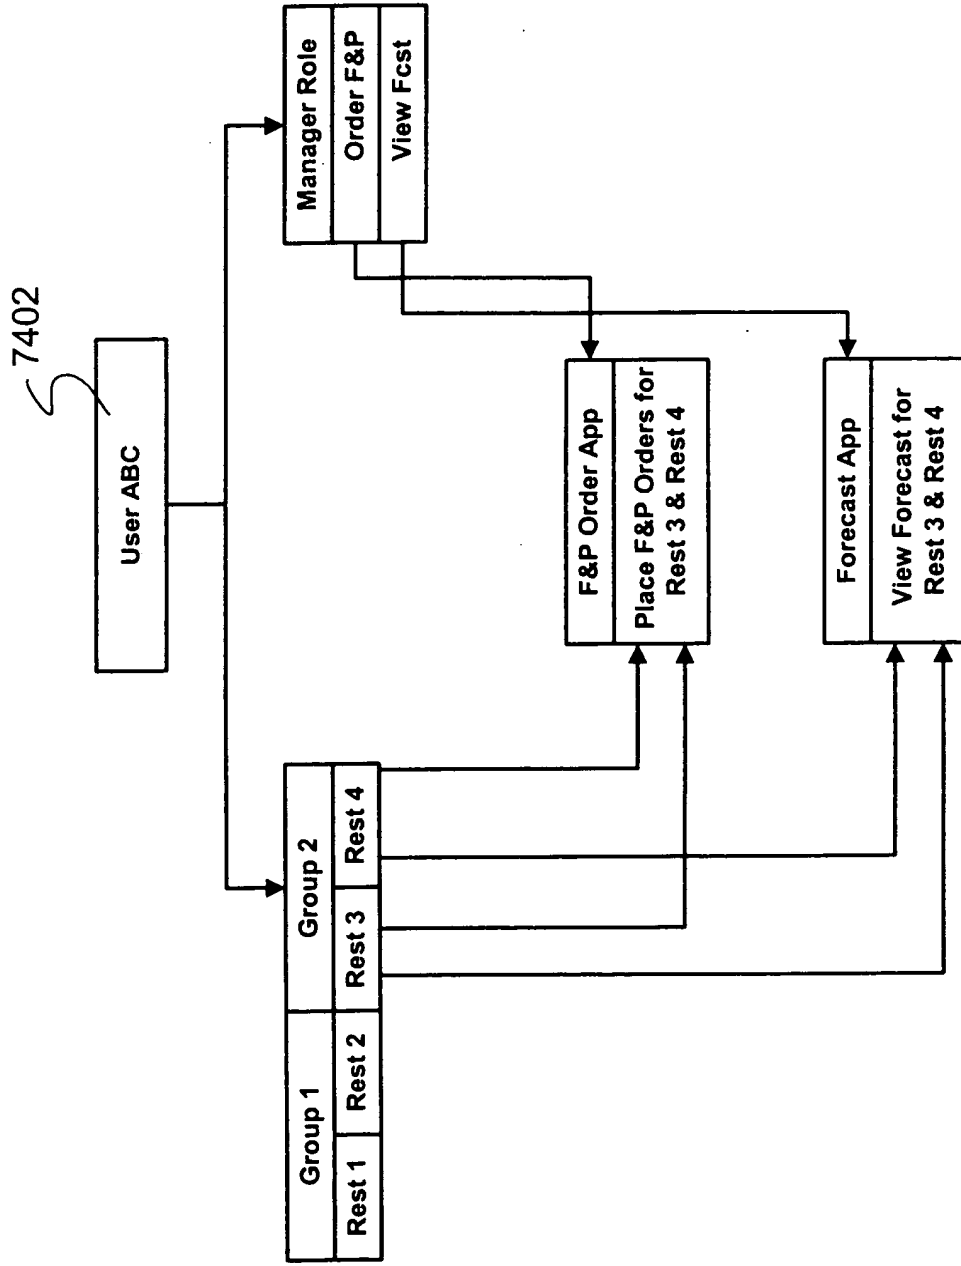 7402
User ABC
Group 1
Group 2
Rest 1
Rest 2
Rest 3
Rest 4
Manager Role
Order F&P
View Fcst
F&P Order App
Place F&P Orders for
Rest 3 & Rest 4
Forecast App
View Forecast for
Rest 3 & Rest 4